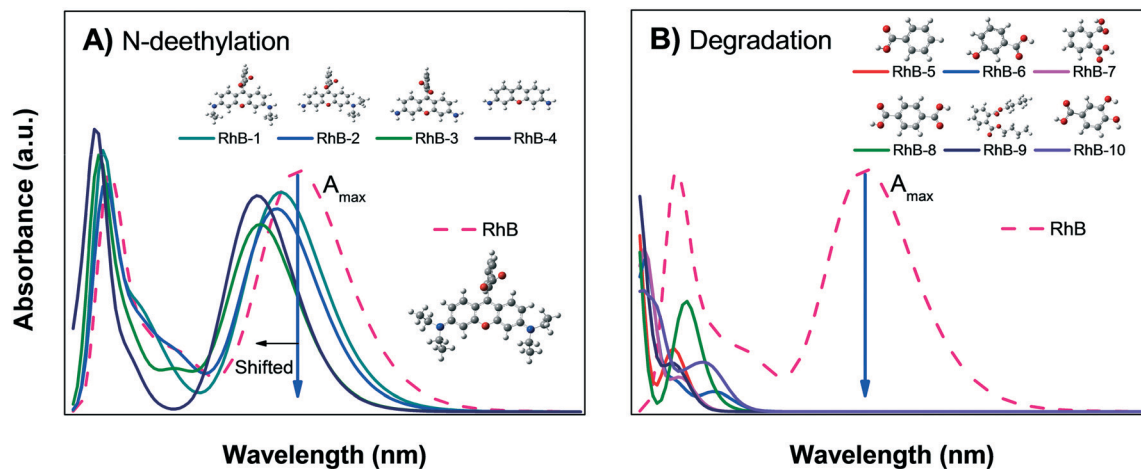 A) N-deethylation
RhB-1 RhB-2 RhB-3 RhB-4
A max
RhB
Shifted
Absorbance (a.u.)
Wavelength (nm)
B) Degradation
RhB-5 RhB-6 RhB-7
RhB-8 RhB-9 RhB-10
A max
RhB
Wavelength (nm)